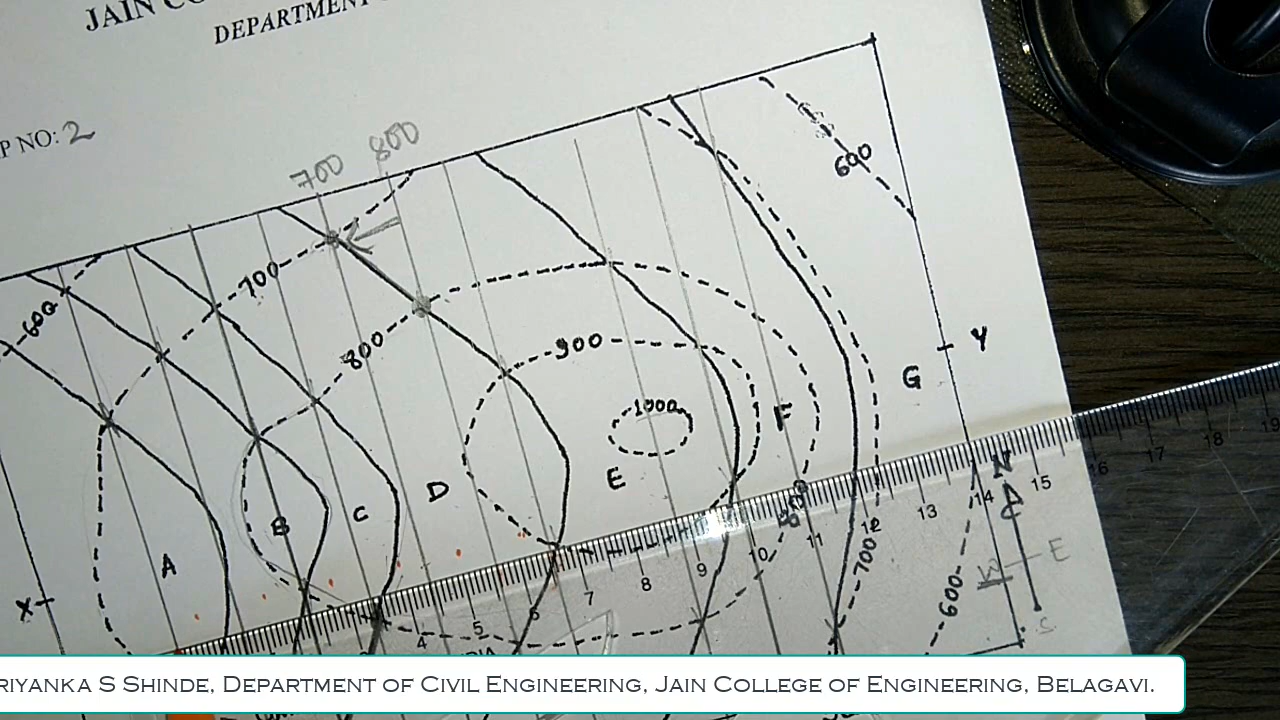 JAIN CO
DEPARTMENT
P NO: 2
700
800
600
700
800
900
1000
600
Y
A
B
C
D
E
F
G
X
800
700
600
N
W
E
S
4 5 6 7 8 9 10 11 12 13 14 15 16 17 18 19
RIYANKA S SHINDE, DEPARTMENT OF CIVIL ENGINEERING, JAIN COLLEGE OF ENGINEERING, BELAGAVI.